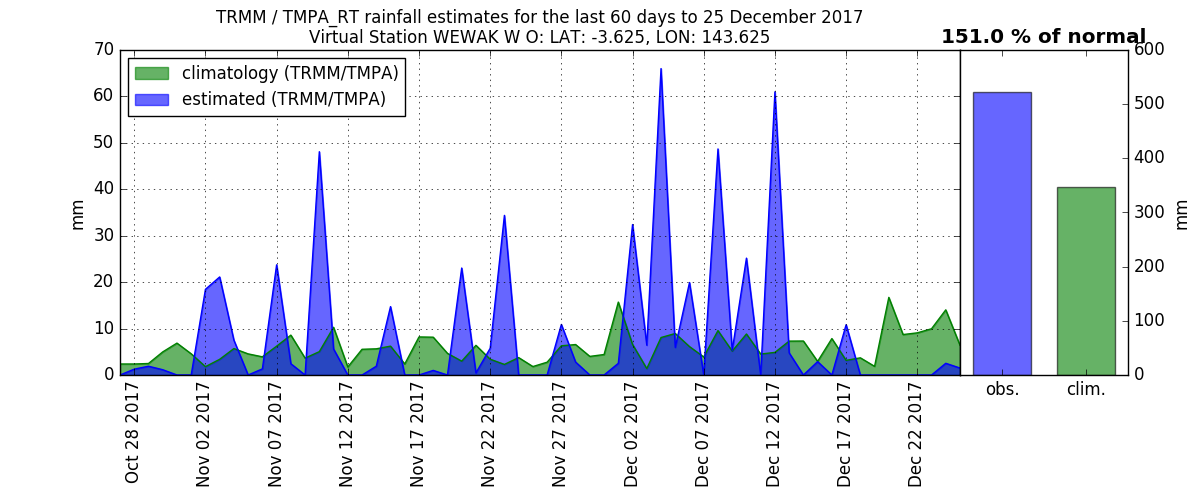 TRMM / TMPA_RT rainfall estimates for the last 60 days to 25 December 2017
Virtual Station WEWAK W O: LAT: -3.625, LON: 143.625
151.0 % of normal
climatology (TRMM/TMPA)
estimated (TRMM/TMPA)
70
60
50
40
30
20
10
0
mm
600
500
400
300
200
100
0
mm
obs.
clim.
Oct 28 2017
Nov 02 2017
Nov 07 2017
Nov 12 2017
Nov 17 2017
Nov 22 2017
Nov 27 2017
Dec 02 2017
Dec 07 2017
Dec 12 2017
Dec 17 2017
Dec 22 2017